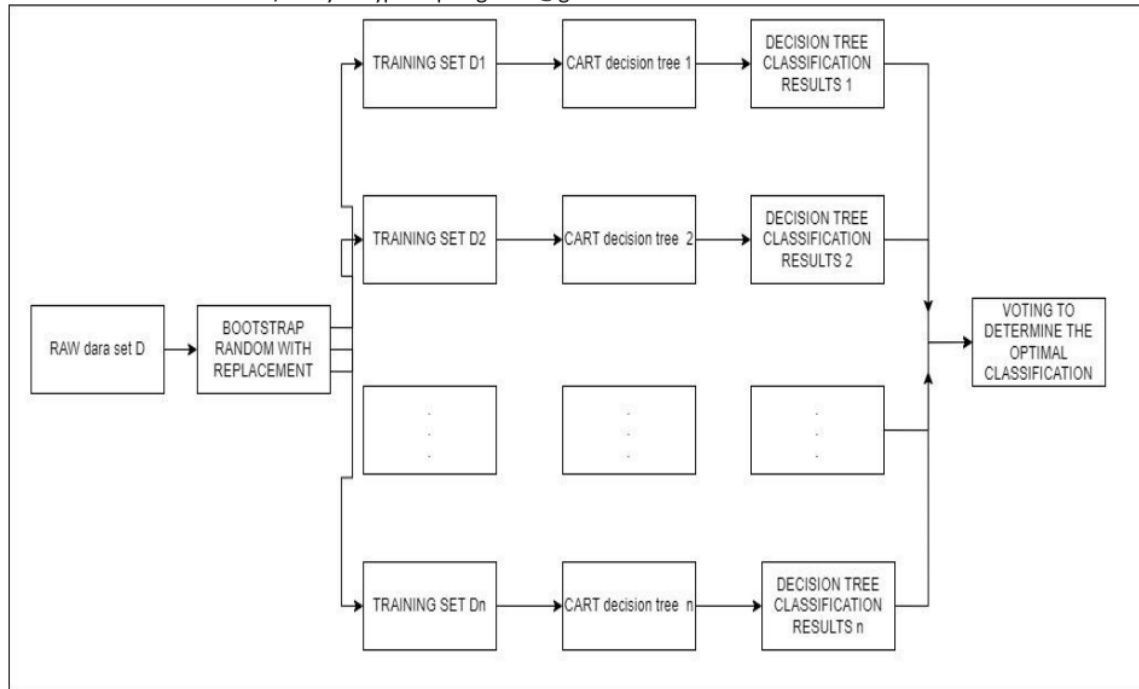 TRAINING SET D1
CART decision tree 1
DECISION TREE
CLASSIFICATION
RESULTS 1
TRAINING SET D2
CART decision tree 2
DECISION TREE
CLASSIFICATION
RESULTS 2
RAW dara set D
BOOTSTRAP
RANDOM WITH
REPLACEMENT
VOTING TO
DETERMINE THE
OPTIMAL
CLASSIFICATION
.
.
.
.
.
.
.
.
.
TRAINING SET Dn
CART decision tree n
DECISION TREE
CLASSIFICATION
RESULTS n